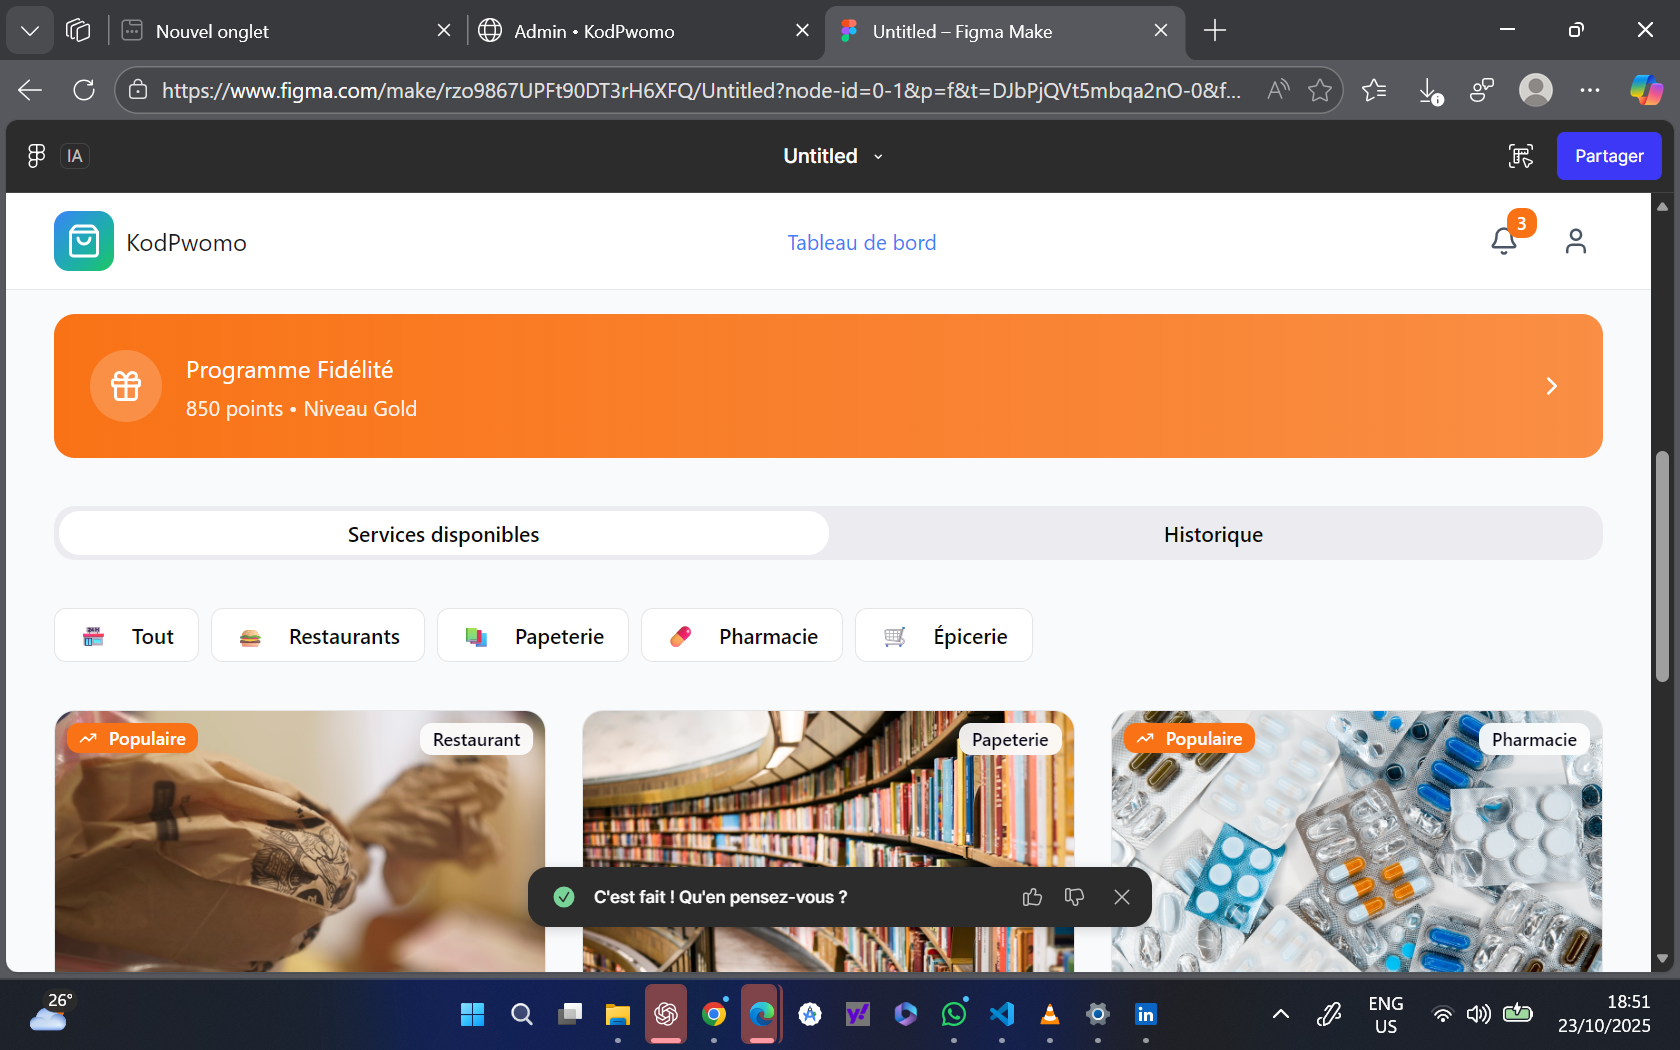 Nouvel onglet
Admin • KodPwomo
Untitled – Figma Make
https://www.figma.com/make/rzo9867UPFt90DT3rH6XFQ/Untitled?node-id=0-1&p=f&t=DJbPjQVt5mbqa2nO-0&f...
IA
Untitled
Partager
KodPwomo
Tableau de bord
3
Programme Fidélité
850 points • Niveau Gold
Services disponibles
Historique
Tout
Restaurants
Papeterie
Pharmacie
Épicerie
Populaire
Restaurant
Papeterie
Populaire
Pharmacie
C'est fait ! Qu'en pensez-vous ?
26°
ENG
US
18:51
23/10/2025